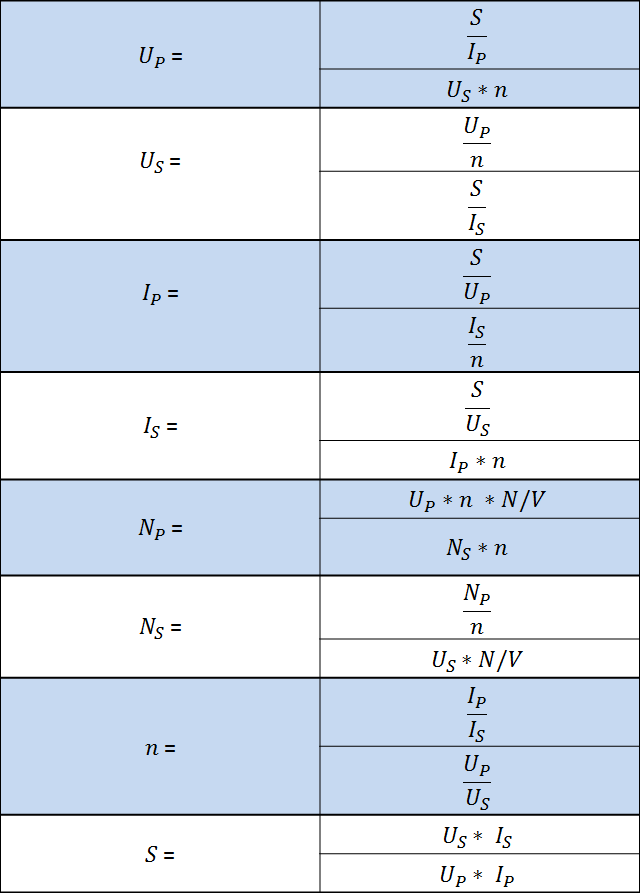 U_P =
S
I_P
U_S * n
U_S =
U_P
n
S
I_S
I_P =
S
U_P
I_S
n
I_S =
S
U_S
I_P * n
N_P =
U_P * n * N/V
N_S * n
N_S =
N_P
n
U_S * N/V
n =
I_P
I_S
U_P
U_S
S =
U_S * I_S
U_P * I_P